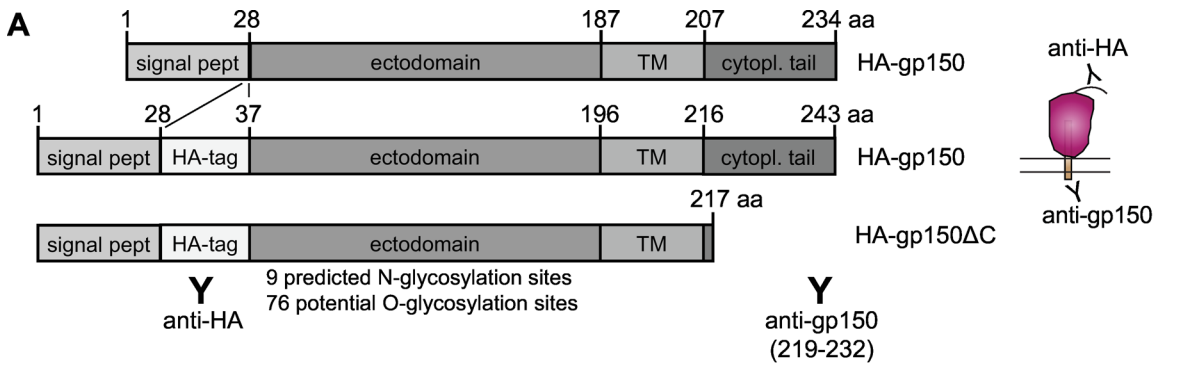 A
1 28 187 207 234 aa
signal pept ectodomain TM cytopl. tail HA-gp150
1 28 37 196 216 243 aa
signal pept HA-tag ectodomain TM cytopl. tail HA-gp150
217 aa
signal pept HA-tag ectodomain TM HA-gp150ΔC
9 predicted N-glycosylation sites
76 potential O-glycosylation sites
Y
anti-HA
Y
anti-gp150
(219-232)
anti-HA
Y
Y
anti-gp150